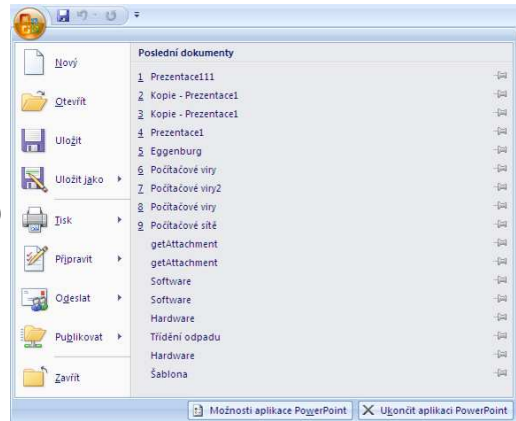 Nový
Otevřít
Uložit
Uložit jako
Tisk
Připravit
Odeslat
Publikovat
Zavřít
Poslední dokumenty
1 Prezentace111
2 Kopie - Prezentace1
3 Kopie - Prezentace1
4 Prezentace1
5 Eggenburg
6 Počítačové viry
7 Počítačové viry2
8 Počítačové viry
9 Počítačové sítě
getAttachment
getAttachment
Software
Software
Hardware
Třídění odpadu
Hardware
Šablona
Možnosti aplikace PowerPoint
Ukončit aplikaci PowerPoint